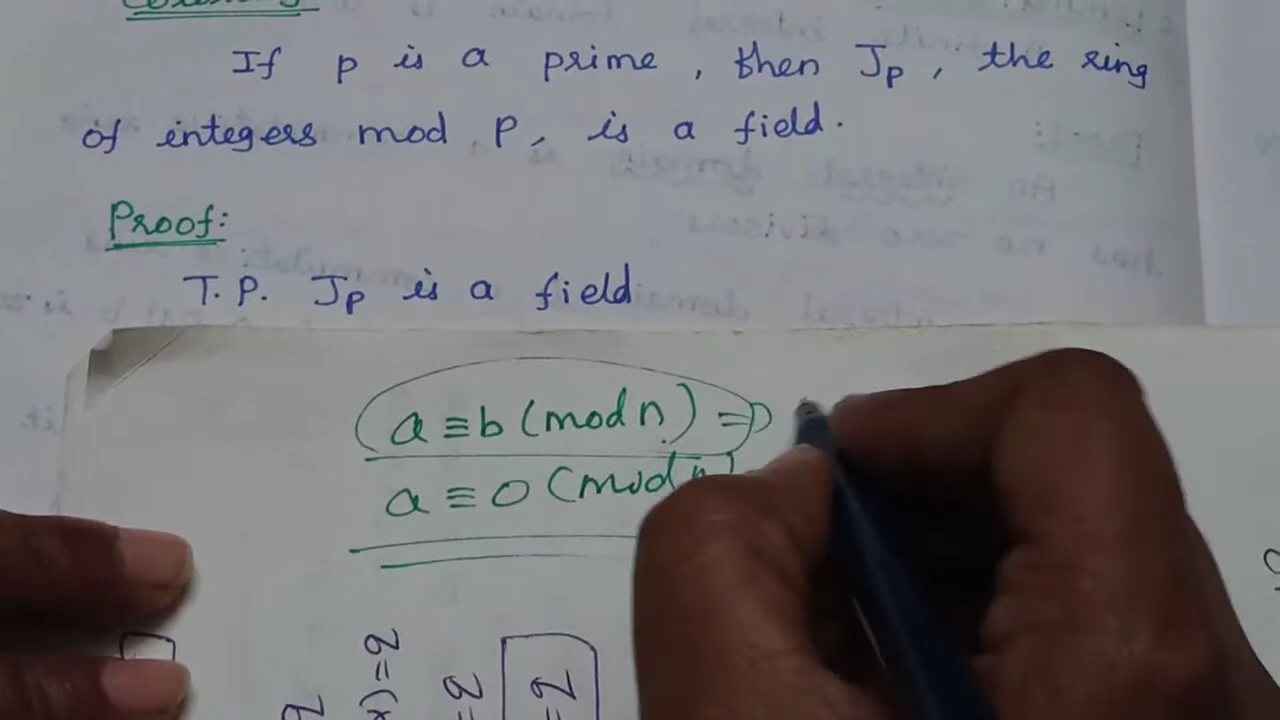 If p is a prime, then Jp, the ring
of integers mod P, is a field.
Proof:
T.P. Jp is a field
a ≡ b (mod n) ⇒
a ≡ 0 (mod n)